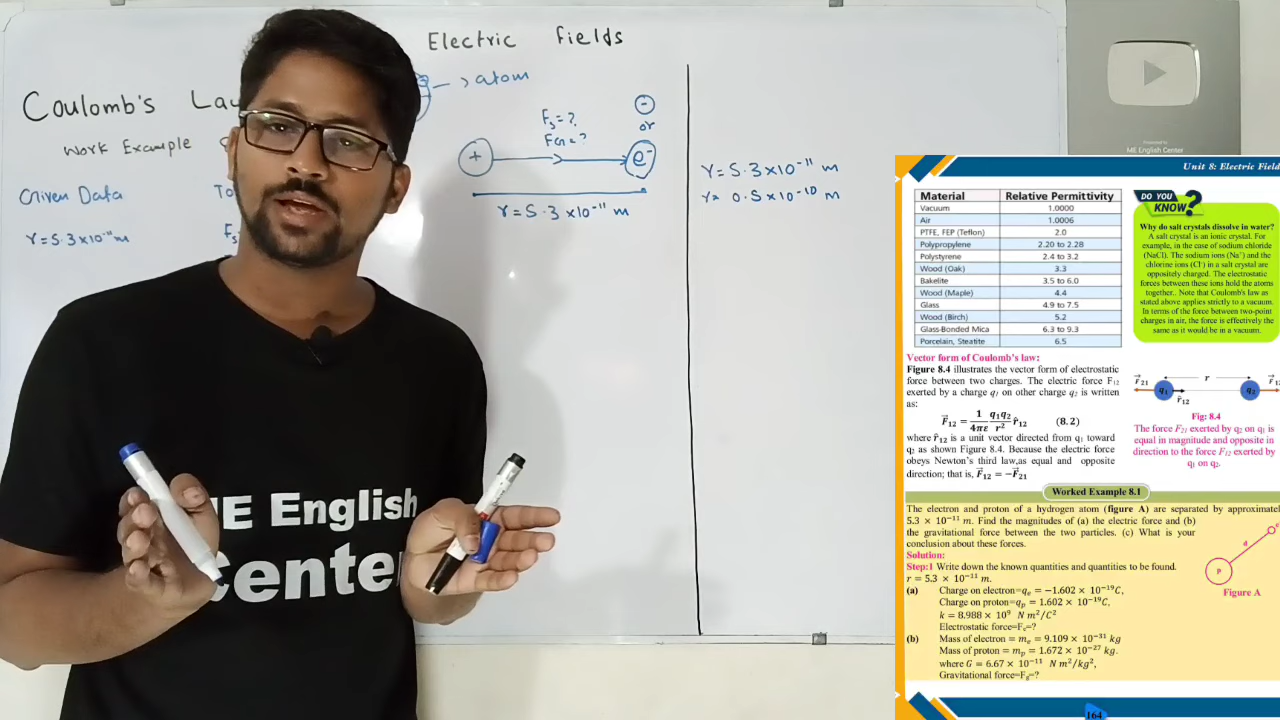 Electric fields
atom
Coulomb's
Work Example
Given Data
To
r = 5.3 × 10⁻¹¹ m
Fs
Fs = ?
FG = ?
+
⊖
or
e⁻
r = 5.3 × 10⁻¹¹ m
r = 5.3 × 10⁻¹¹ m
r = 0.5 × 10⁻¹⁰ m
ME English Center
E English
Center
Unit 8: Electric Field
Material Relative Permittivity
Vacuum 1.0000
Air 1.0006
PTFE, FEP (Teflon) 2.0
Polypropylene 2.20 to 2.28
Polystyrene 2.4 to 3.2
Wood (Oak) 3.3
Bakelite 3.5 to 6.0
Wood (Maple) 4.4
Glass 4.9 to 7.5
Wood (Birch) 5.2
Glass-Bonded Mica 6.3 to 9.3
Porcelain, Steatite 6.5
DO YOU
KNOW?
Why do salt crystals dissolve in water?
A salt crystal is an ionic crystal. For
example, in the case of sodium chloride
(NaCl). The sodium ions (Na⁺) and the
chlorine ions (Cl⁻) in a salt crystal are
oppositely charged. The electrostatic
forces between these ions hold the atoms
together.. Note that Coulomb's law as
stated above applies strictly to a vacuum.
In terms of the force between two-point
charges in air, the force is effectively the
same as it would be in a vacuum.
Vector form of Coulomb's law:
Figure 8.4 illustrates the vector form of electrostatic
force between two charges. The electric force F₁₂
exerted by a charge q₁ on other charge q₂ is written
as:
F⃗₁₂ = 1/4πε q₁q₂/r² r̂₁₂ (8.2)
where r̂₁₂ is a unit vector directed from q₁ toward
q₂ as shown Figure 8.4. Because the electric force
obeys Newton's third law,as equal and opposite
direction; that is, F⃗₁₂ = −F⃗₂₁
F⃗₂₁ q₁ r̂₁₂ r q₂ F⃗₁
Fig: 8.4
The force F₂₁ exerted by q₂ on q₁ is
equal in magnitude and opposite in
direction to the force F₁₂ exerted by
q₁ on q₂.
Worked Example 8.1
The electron and proton of a hydrogen atom (figure A) are separated by approximate
5.3 × 10⁻¹¹ m. Find the magnitudes of (a) the electric force and (b)
the gravitational force between the two particles. (c) What is your
conclusion about these forces.
Solution:
Step:1 Write down the known quantities and quantities to be found.
r = 5.3 × 10⁻¹¹ m.
(a) Charge on electron=qₑ = −1.602 × 10⁻¹⁹C,
Charge on proton=qₚ = 1.602 × 10⁻¹⁹C,
k = 8.988 × 10⁹ N m²/C²
Electrostatic force=Fₑ=?
(b) Mass of electron = mₑ = 9.109 × 10⁻³¹ kg
Mass of proton = mₚ = 1.672 × 10⁻²⁷ kg.
where G = 6.67 × 10⁻¹¹ N m²/kg²,
Gravitational force=F_g=?
d
P
Figure A
164